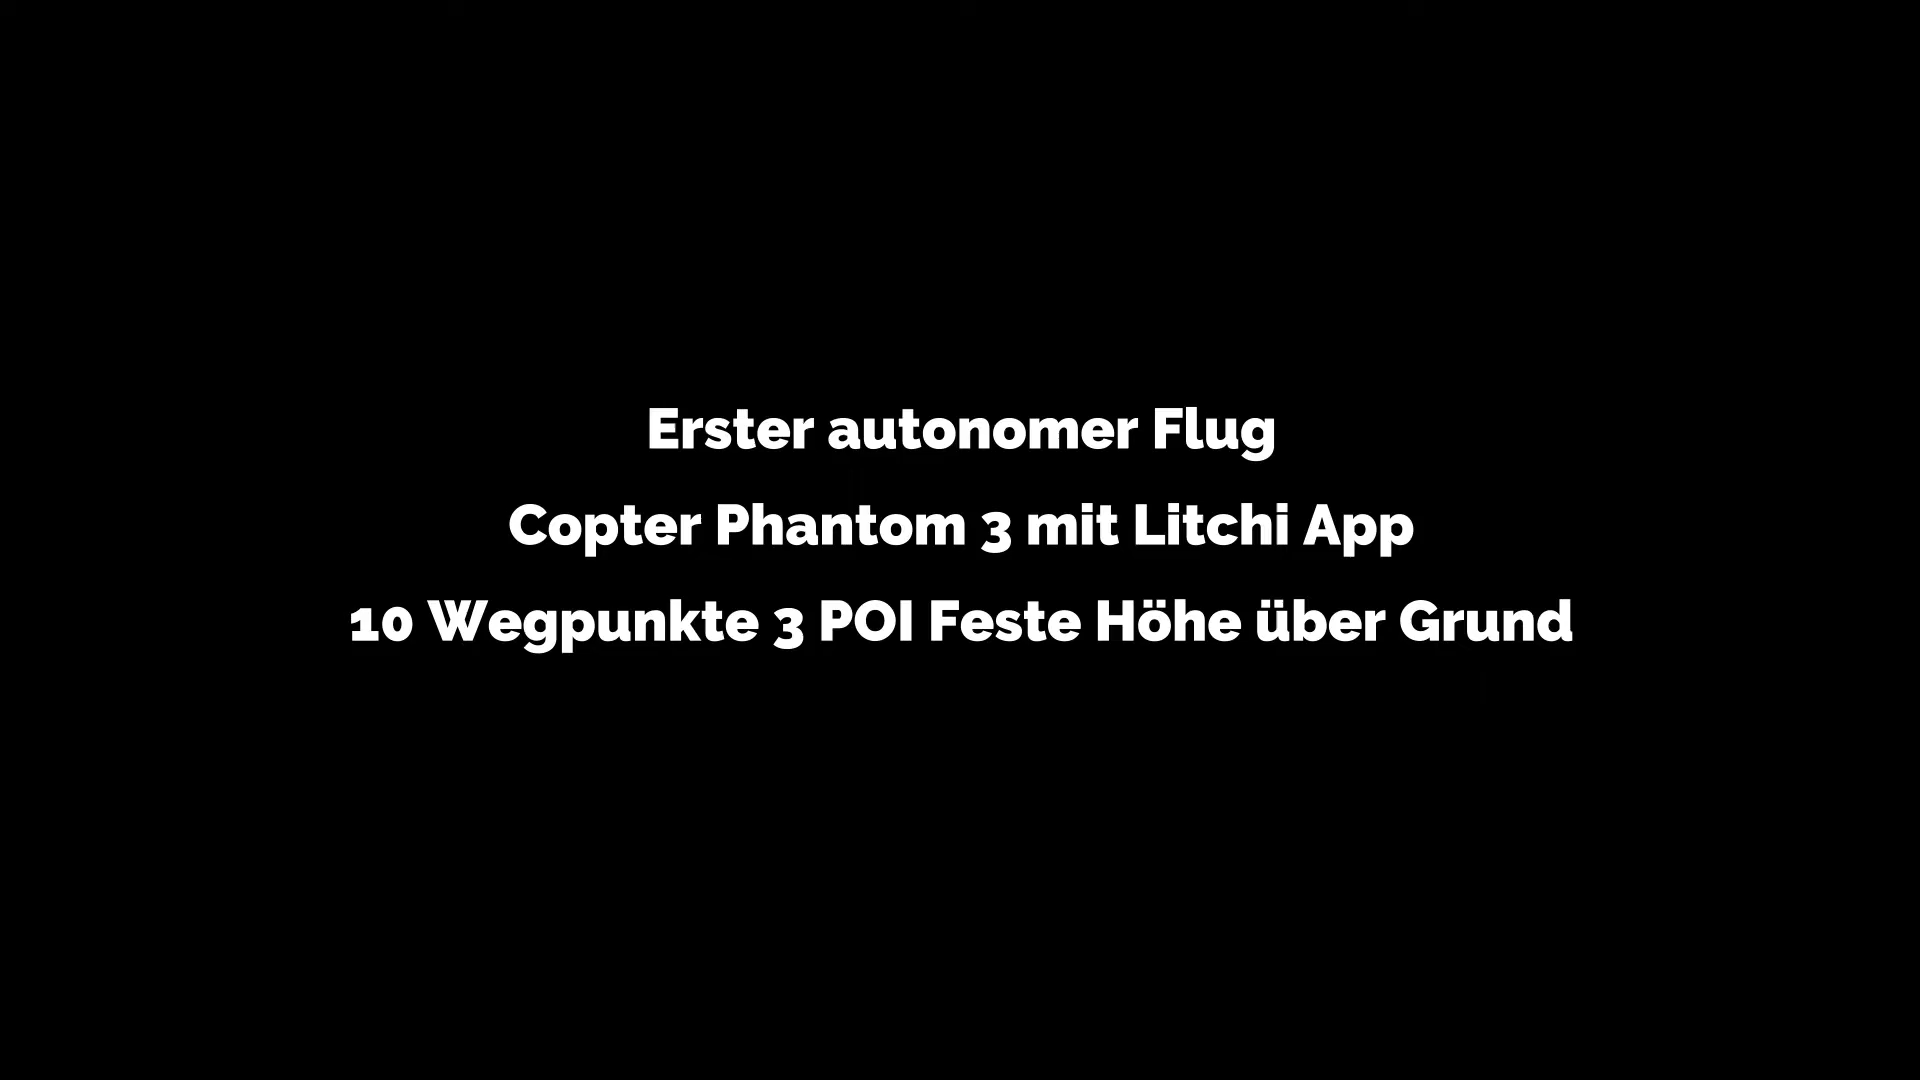 Erster autonomer Flug
Copter Phantom 3 mit Litchi App
10 Wegpunkte 3 POI Feste Höhe über Grund